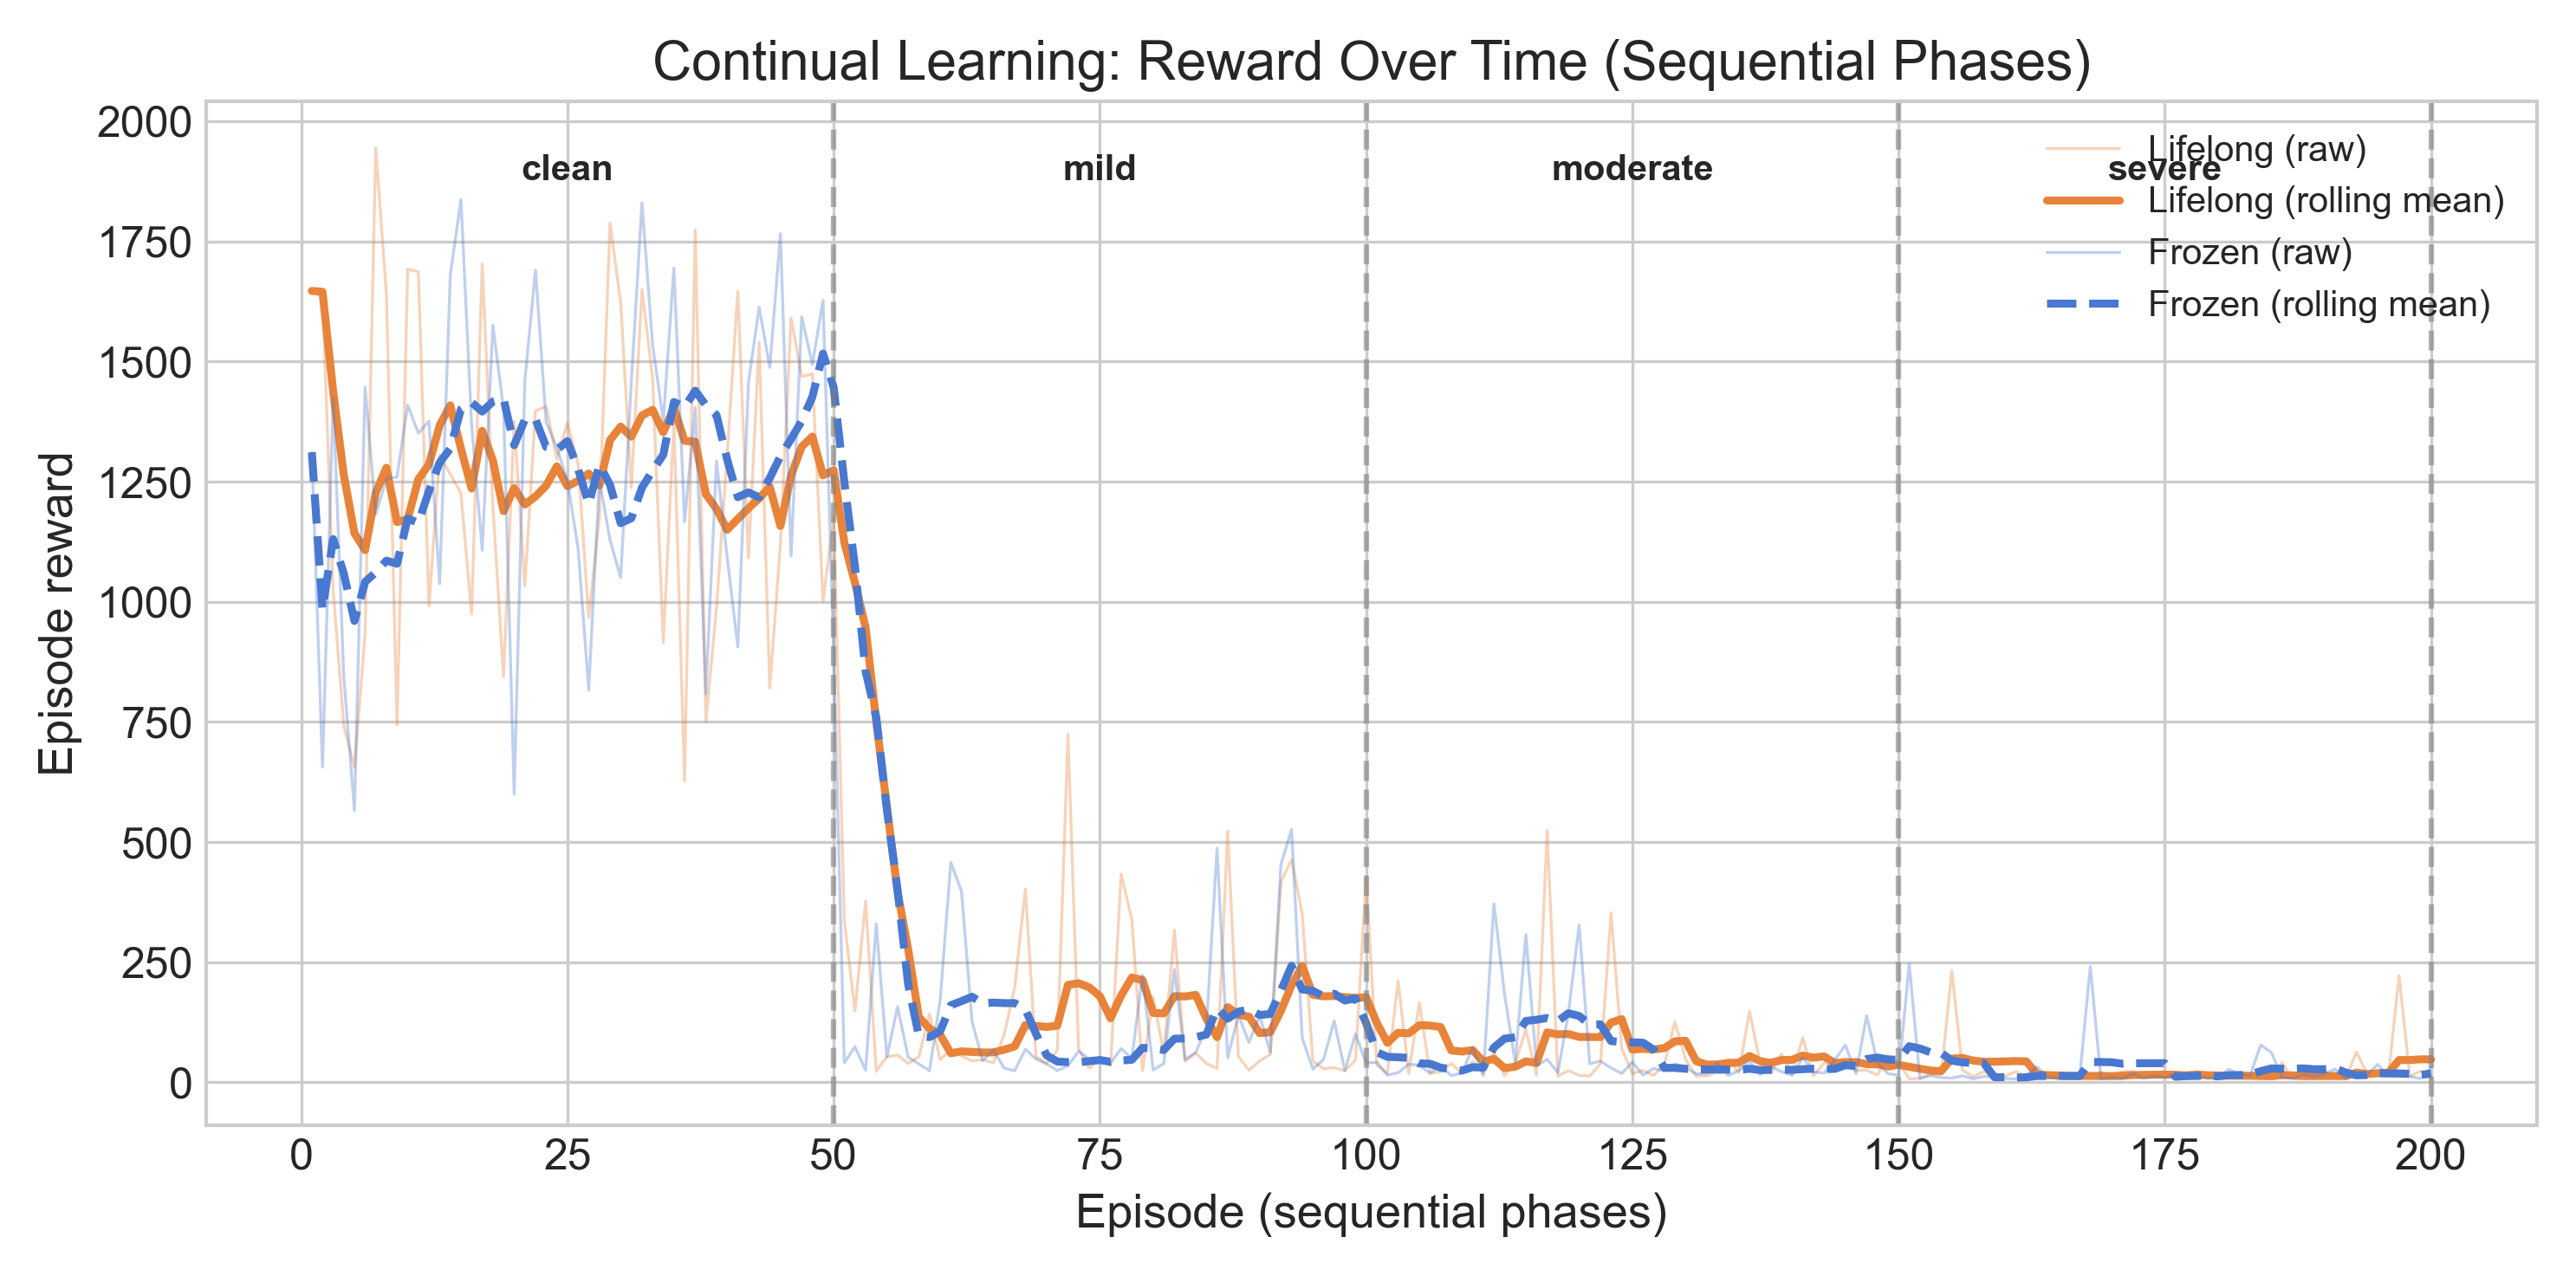 Continual Learning: Reward Over Time (Sequential Phases)
2000
1750
1500
1250
1000
750
500
250
0
Episode reward
clean
mild
moderate
severe
Lifelong (raw)
Lifelong (rolling mean)
Frozen (raw)
Frozen (rolling mean)
0 25 50 75 100 125 150 175 200
Episode (sequential phases)